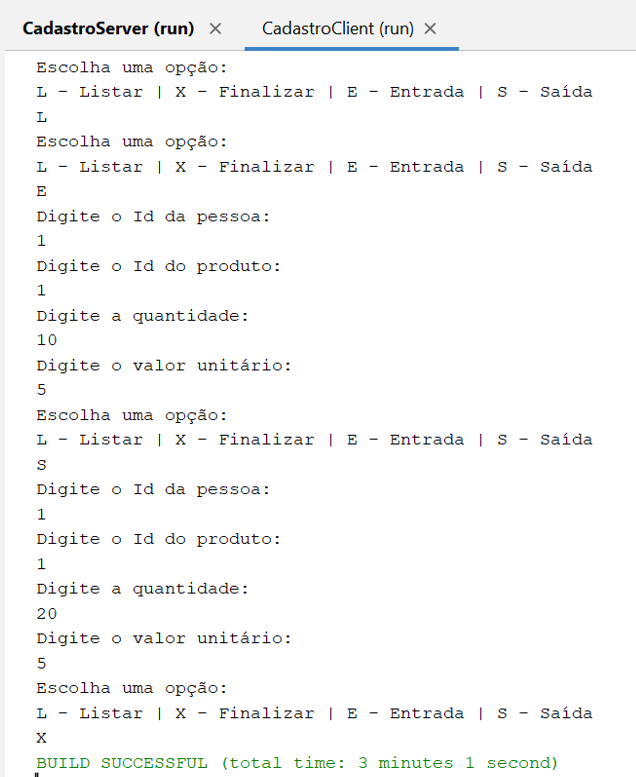 CadastroServer (run) × CadastroClient (run) ×
Escolha uma opção:
L - Listar | X - Finalizar | E - Entrada | S - Saída
L
Escolha uma opção:
L - Listar | X - Finalizar | E - Entrada | S - Saída
E
Digite o Id da pessoa:
1
Digite o Id do produto:
1
Digite a quantidade:
10
Digite o valor unitário:
5
Escolha uma opção:
L - Listar | X - Finalizar | E - Entrada | S - Saída
S
Digite o Id da pessoa:
1
Digite o Id do produto:
1
Digite a quantidade:
20
Digite o valor unitário:
5
Escolha uma opção:
L - Listar | X - Finalizar | E - Entrada | S - Saída
X
BUILD SUCCESSFUL (total time: 3 minutes 1 second)